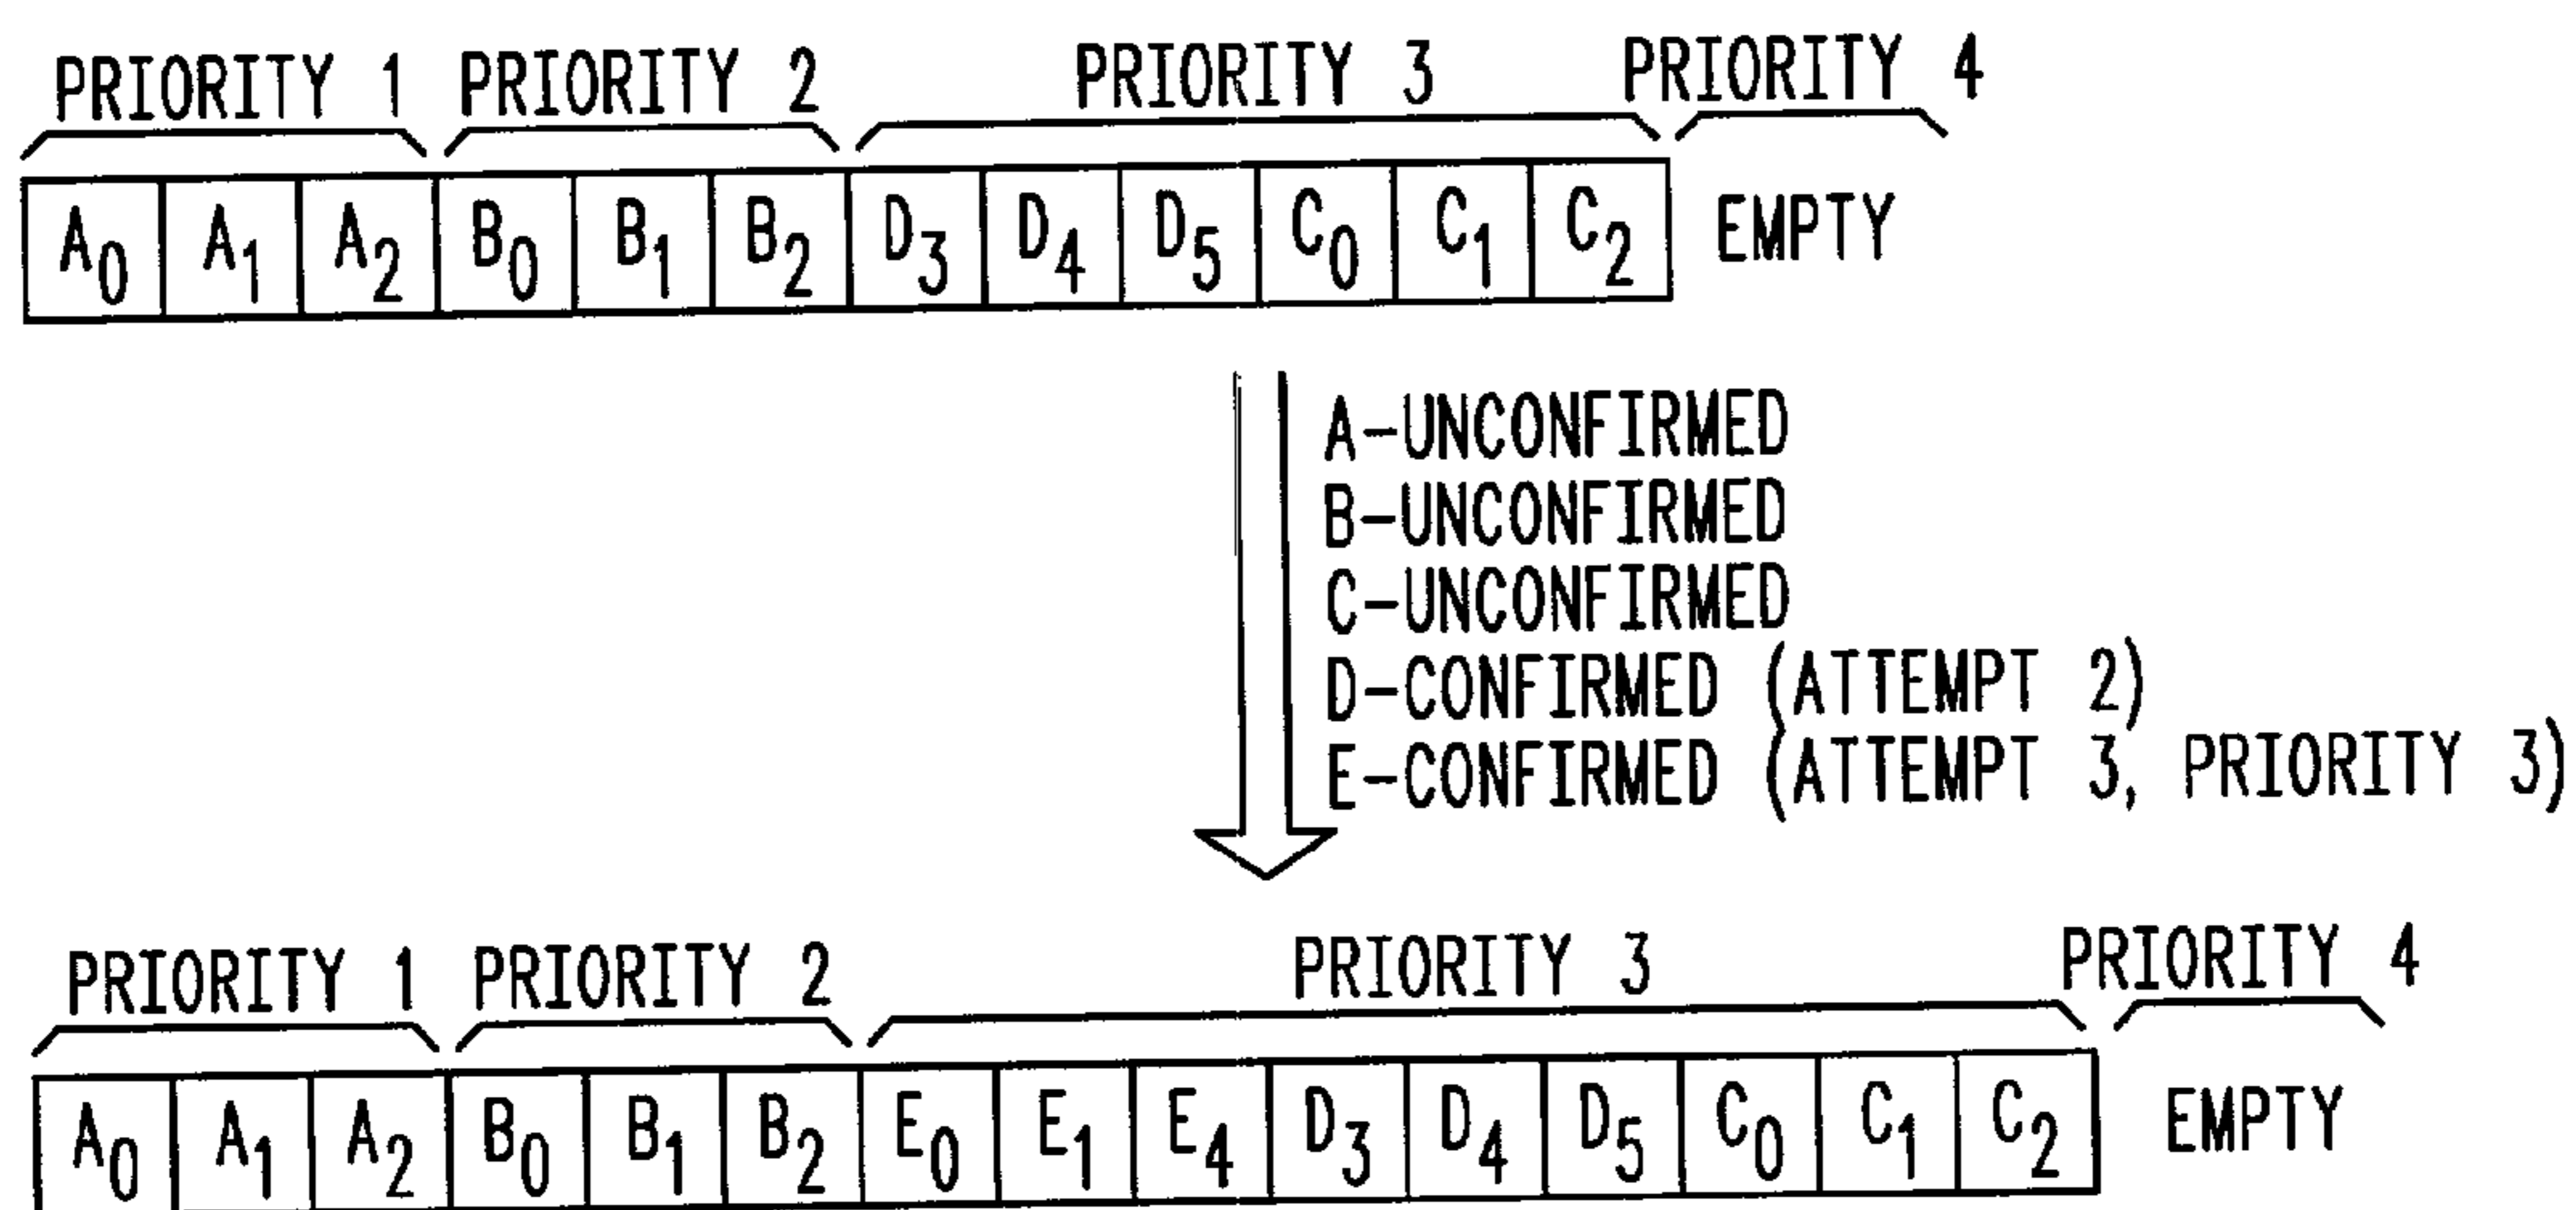 PRIORITY 1 PRIORITY 2 PRIORITY 3 PRIORITY 4
A₀ A₁ A₂ B₀ B₁ B₂ D₃ D₄ D₅ C₀ C₁ C₂ EMPTY
A-UNCONFIRMED
B-UNCONFIRMED
C-UNCONFIRMED
D-CONFIRMED (ATTEMPT 2)
E-CONFIRMED (ATTEMPT 3, PRIORITY 3)
PRIORITY 1 PRIORITY 2 PRIORITY 3 PRIORITY 4
A₀ A₁ A₂ B₀ B₁ B₂ E₀ E₁ E₄ D₃ D₄ D₅ C₀ C₁ C₂ EMPTY